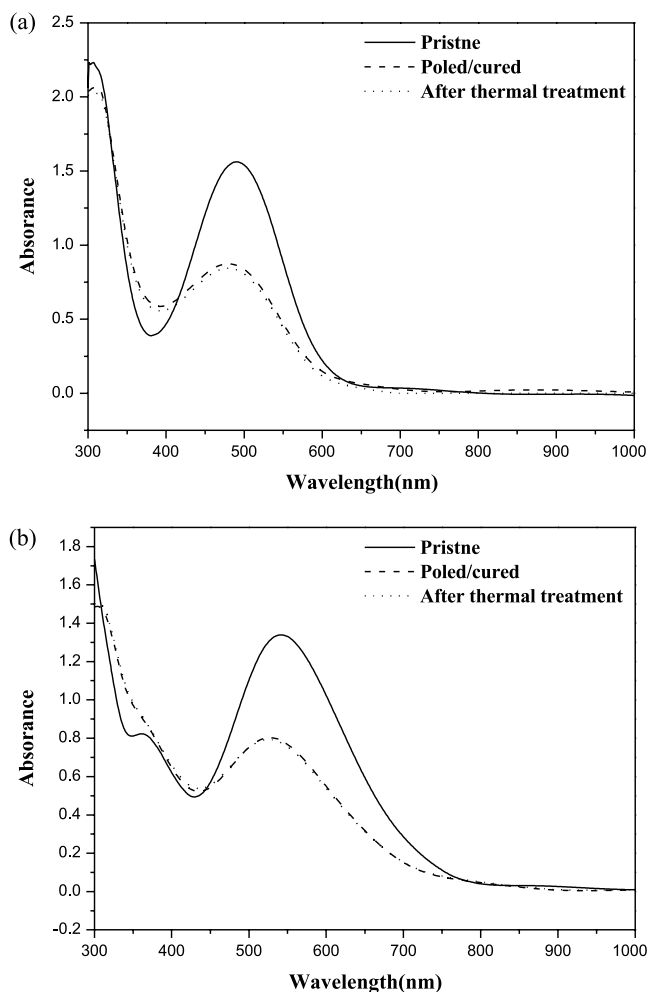 (a)
2.5
2.0
1.5
1.0
0.5
0.0
Absorance
Pristne
Poled/cured
After thermal treatment
300 400 500 600 700 800 900 1000
Wavelength(nm)
(b)
1.8
1.6
1.4
1.2
1.0
0.8
0.6
0.4
0.2
0.0
-0.2
Absorance
Pristne
Poled/cured
After thermal treatment
300 400 500 600 700 800 900 1000
Wavelength(nm)